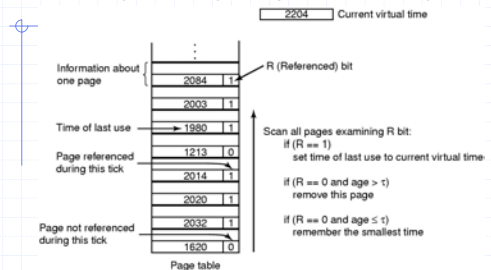 2204 Current virtual time
Information about
one page
R (Referenced) bit
2084 1
2003 1
Time of last use
1980 1
Scan all pages examining R bit:
if (R == 1)
set time of last use to current virtual time
1213 0
Page referenced
during this tick
2014 1
if (R == 0 and age > τ)
remove this page
2020 1
if (R == 0 and age ≤ τ)
remember the smallest time
2032 1
Page not referenced
during this tick
1620 0
Page table